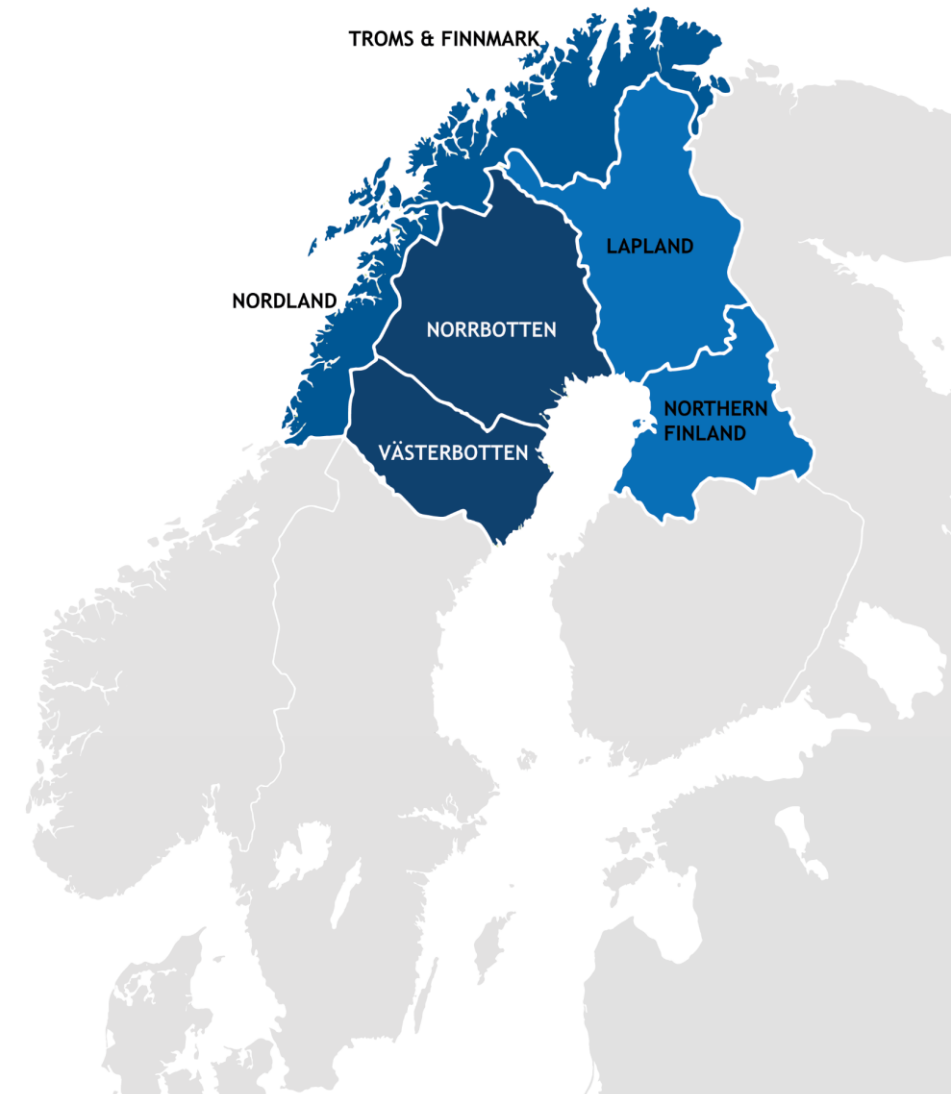 TROMS & FINNMARK
LAPLAND
NORDLAND
NORRBOTTEN
NORTHERN
FINLAND
VÄSTERBOTTEN